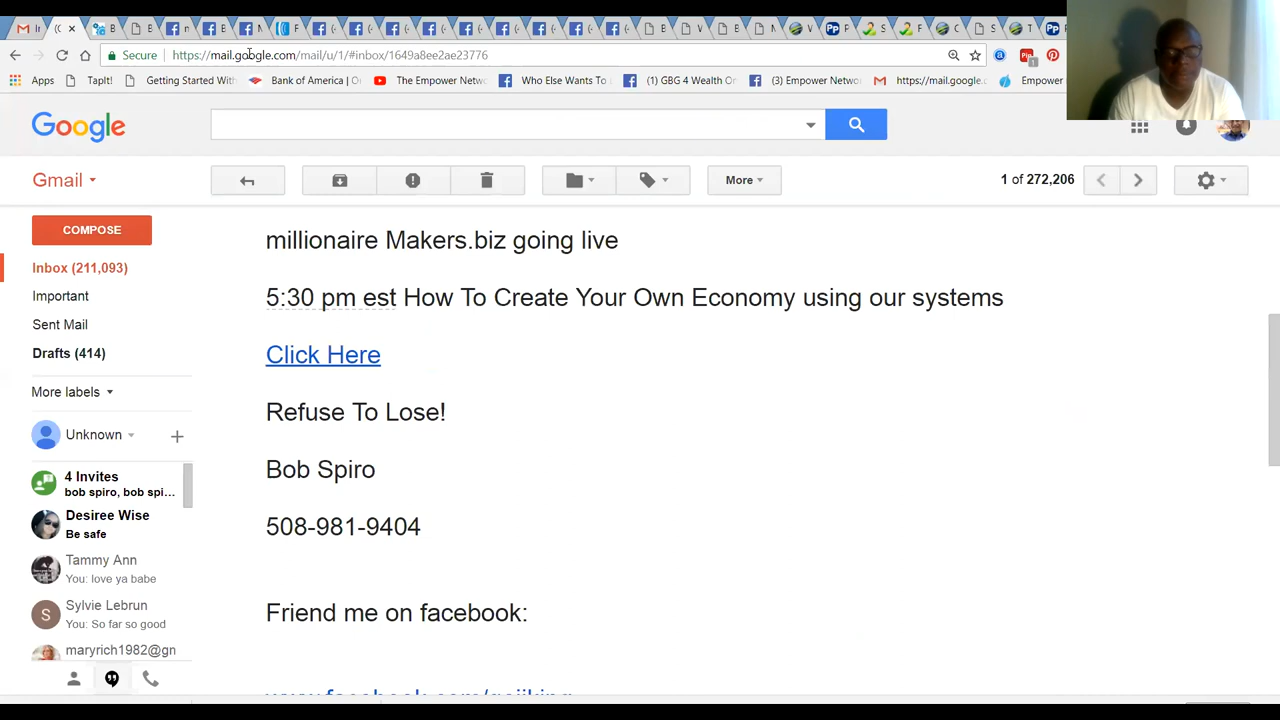 Secure
https://mail.google.com/mail/u/1/#inbox/1649a8ee2ae23776
Apps
TapIt!
Getting Started With
Bank of America | On
The Empower Netwo
Who Else Wants To
(1) GBG 4 Wealth On
(3) Empower Netwo
https://mail.google.c
Empower
Google
Gmail
More
1 of 272,206
COMPOSE
Inbox (211,093)
Important
Sent Mail
Drafts (414)
More labels
Unknown
4 Invites
bob spiro, bob spi...
Desiree Wise
Be safe
Tammy Ann
You: love ya babe
Sylvie Lebrun
You: So far so good
maryrich1982@gn
millionaire Makers.biz going live
5:30 pm est How To Create Your Own Economy using our systems
Click Here
Refuse To Lose!
Bob Spiro
508-981-9404
Friend me on facebook: